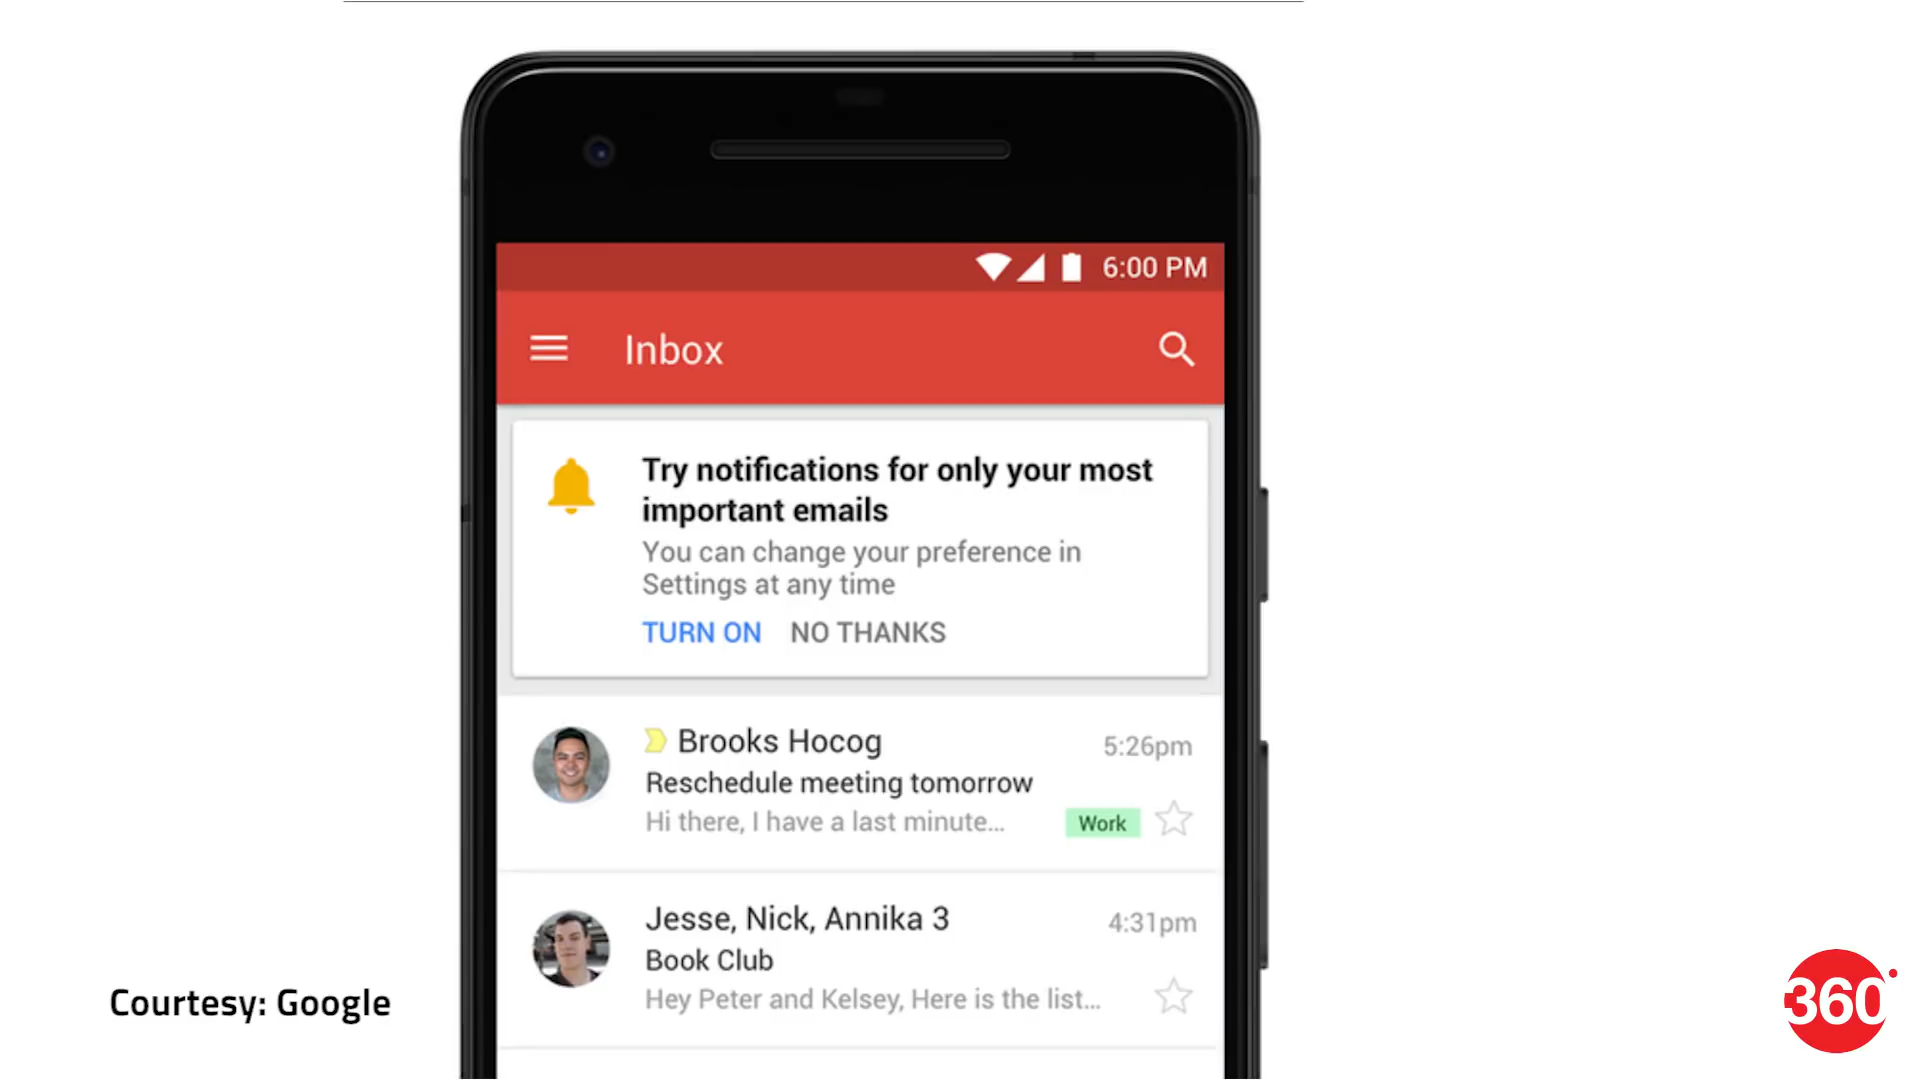 6:00 PM
Inbox
Try notifications for only your most
important emails
You can change your preference in
Settings at any time
TURN ON NO THANKS
Brooks Hocog 5:26pm
Reschedule meeting tomorrow
Hi there, I have a last minute... Work
Jesse, Nick, Annika 3 4:31pm
Book Club
Hey Peter and Kelsey, Here is the list...
Courtesy: Google
360°